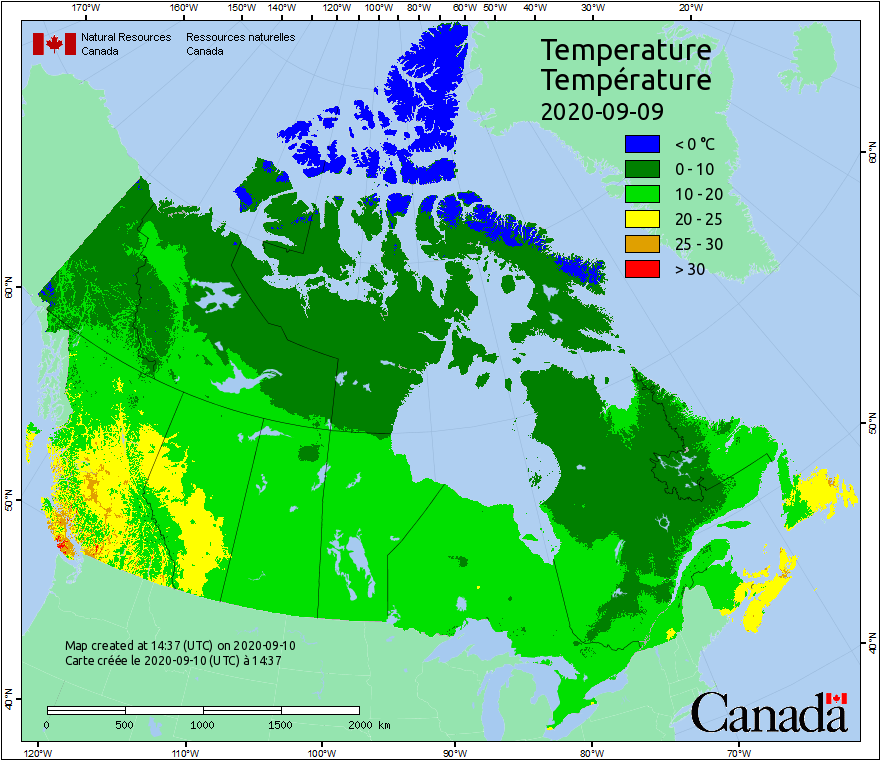 170°W 160°W 150°W 140°W 130°W 120°W 110°W 100°W 90°W 80°W 60°W 50°W 40°W 30°W 20°W
Natural Resources Ressources naturelles
Canada Canada
Temperature
Température
2020-09-09
< 0 °C
0 - 10
10 - 20
20 - 25
25 - 30
> 30
60°N
60°N
50°N
50°N
40°N
40°N
Map created at 14:37 (UTC) on 2020-09-10
Carte créée le 2020-09-10 (UTC) à 14:37
0 500 1000 1500 2000 km
Canada
120°W 110°W 100°W 90°W 80°W 70°W